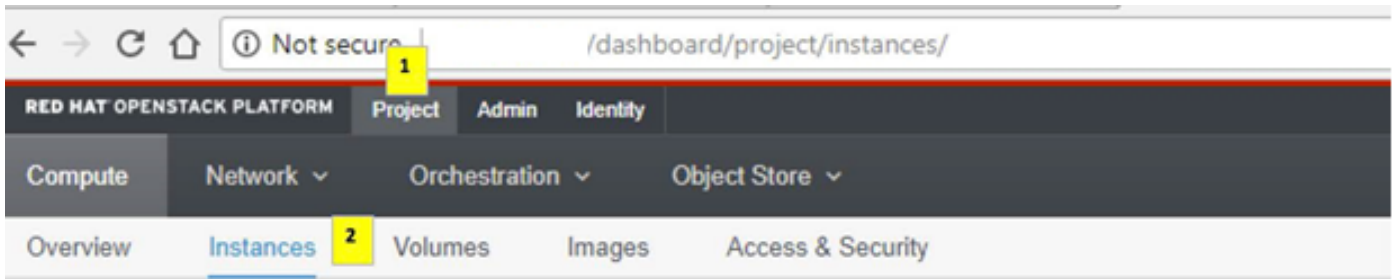 Not secure /dashboard/project/instances/
1
RED HAT OPENSTACK PLATFORM Project Admin Identity
Compute Network Orchestration Object Store
Overview Instances 2 Volumes Images Access & Security